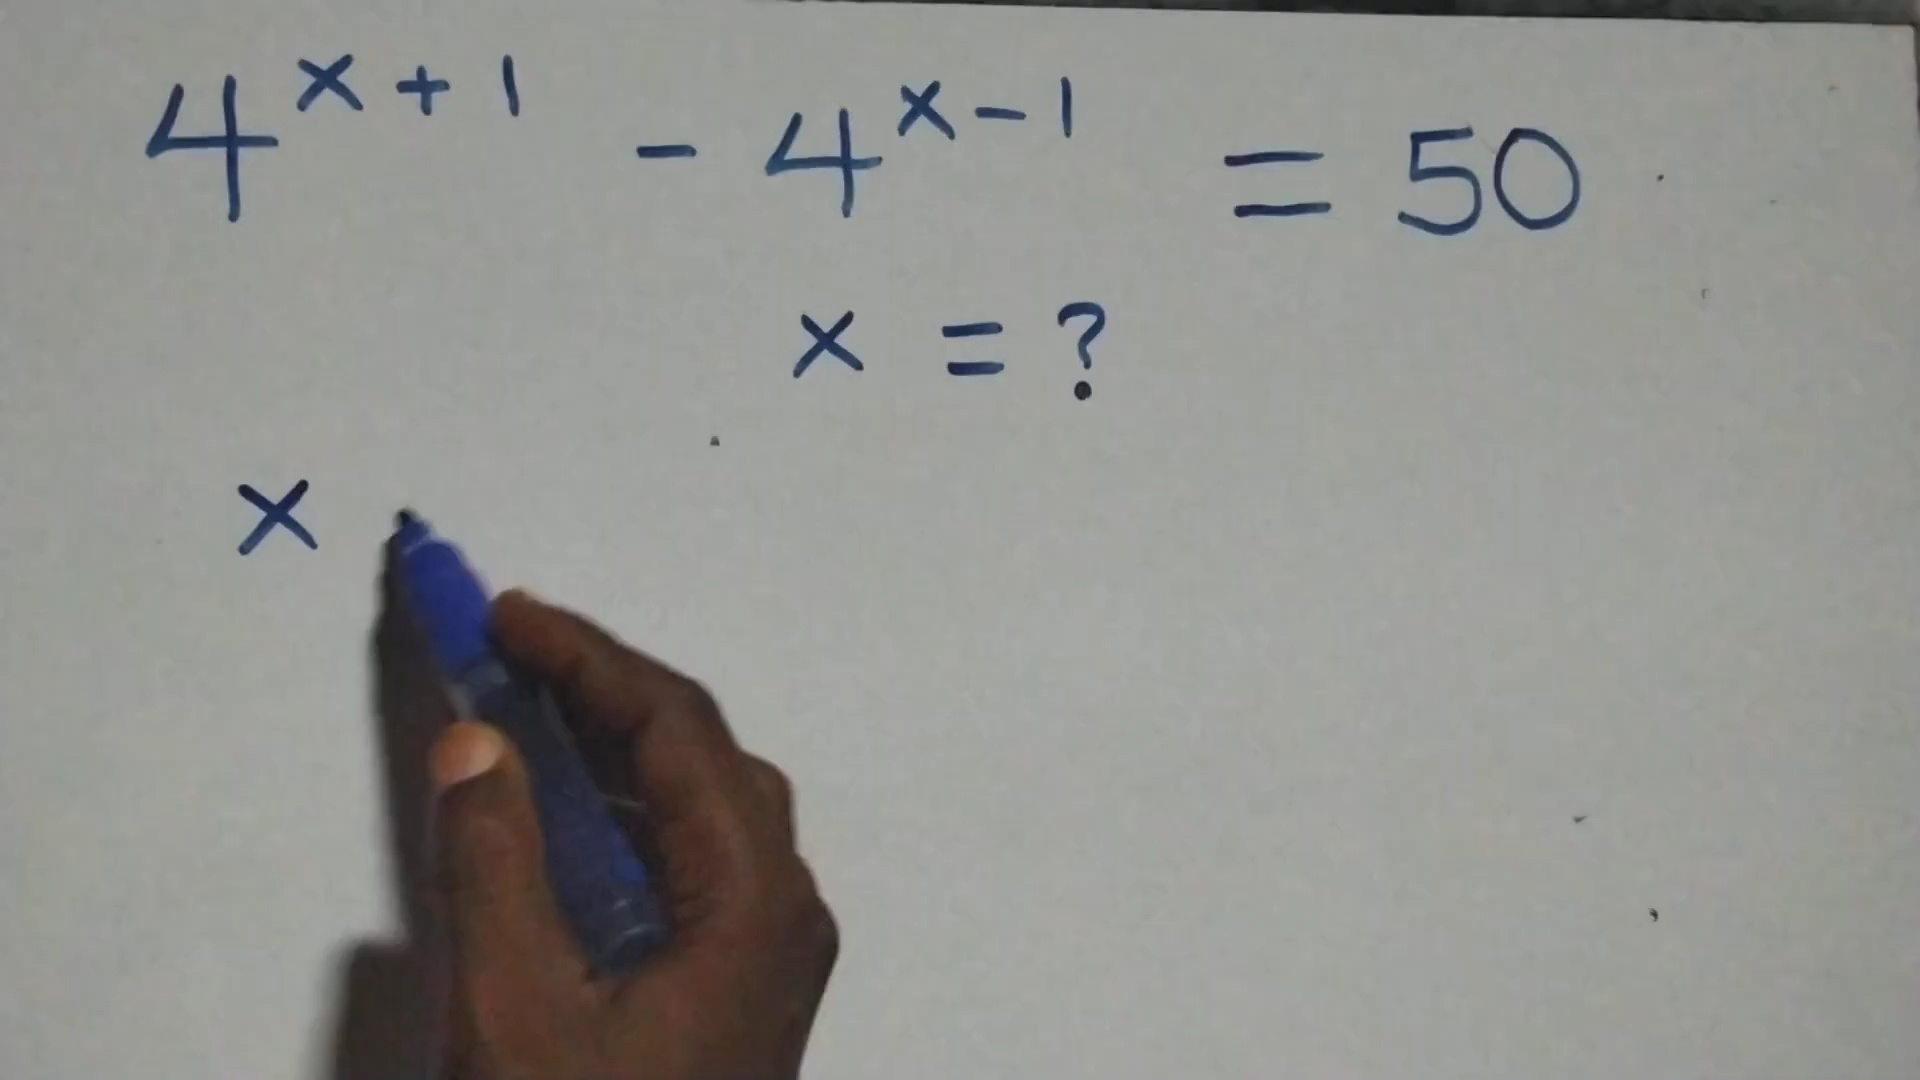 4^{x+1} - 4^{x-1} = 50
x = ?
x